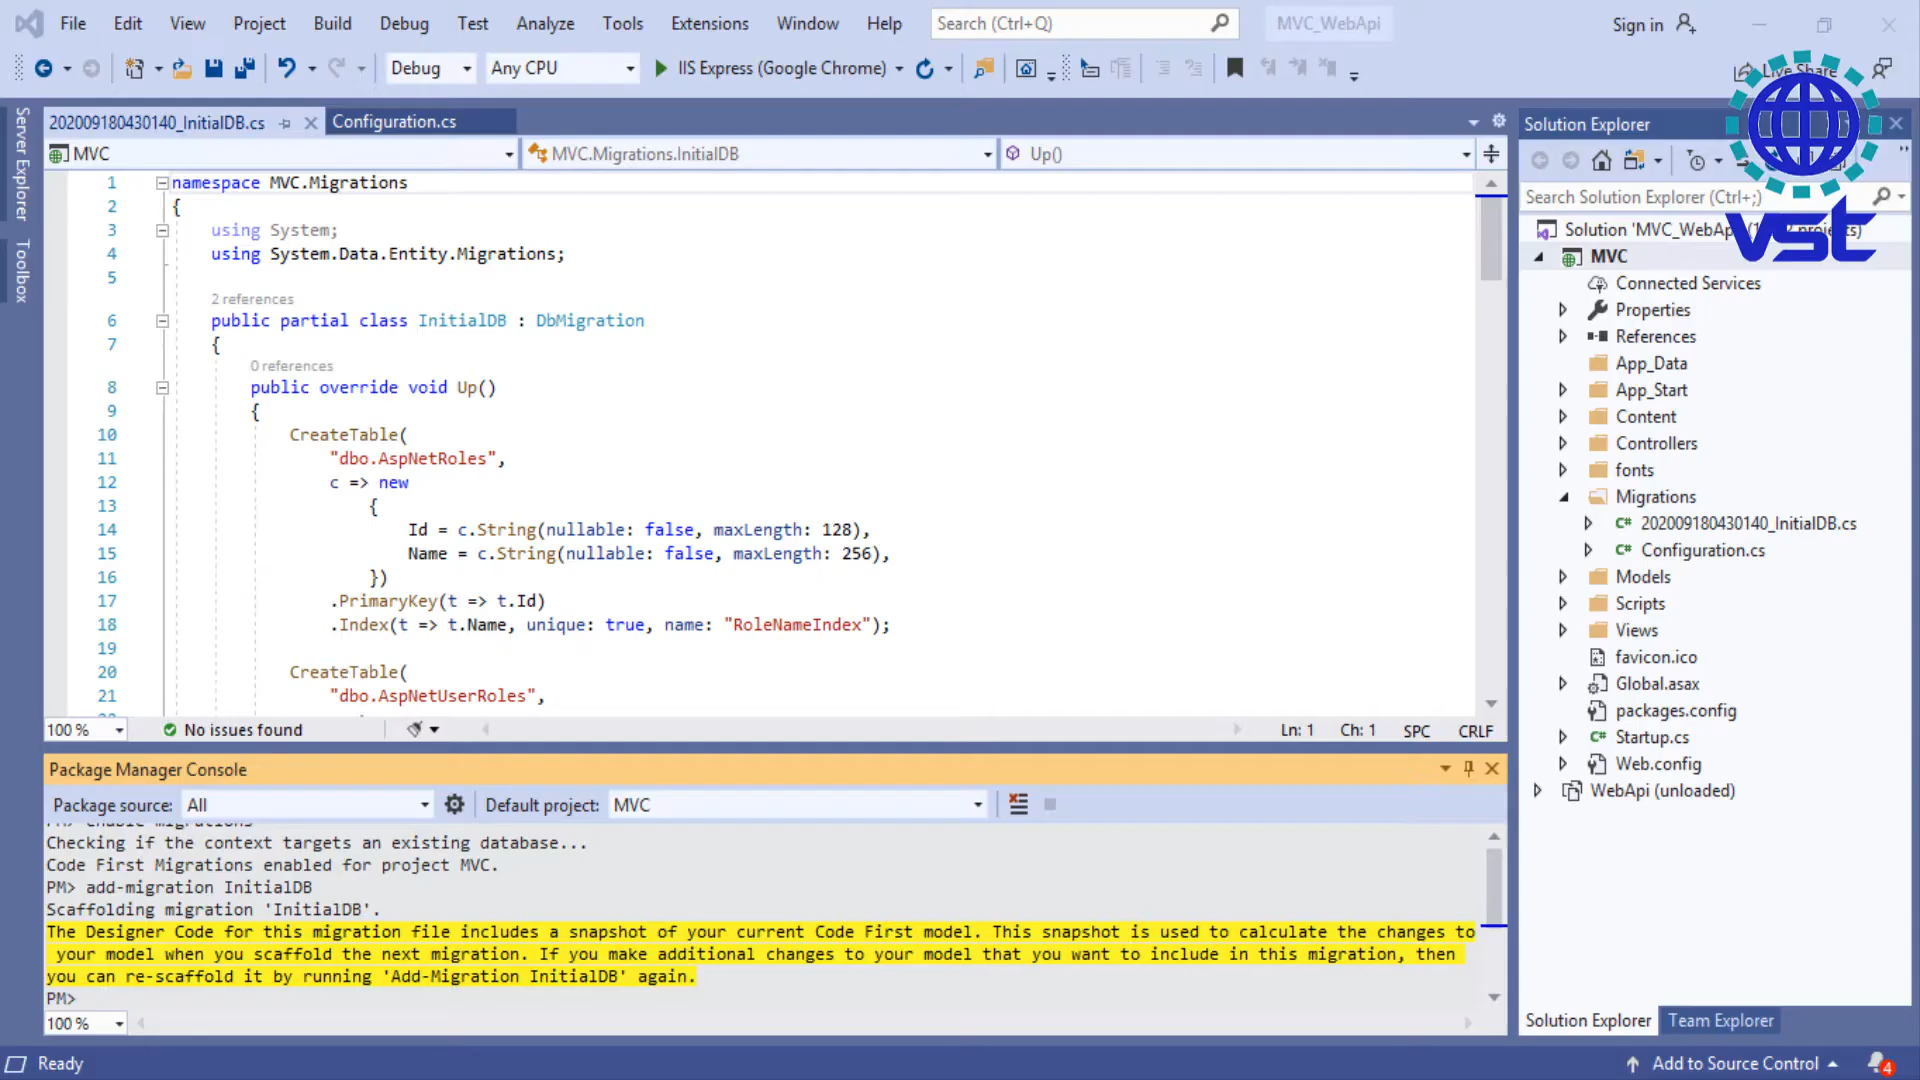 File Edit View Project Build Debug Test Analyze Tools Extensions Window Help Search (Ctrl+Q) MVC_WebApi Sign in
Debug Any CPU IIS Express (Google Chrome) Live Share
Server Explorer
Toolbox
202009180430140_InitialDB.cs Configuration.cs
MVC MVC.Migrations.InitialDB Up()
1 namespace MVC.Migrations
2 {
3 using System;
4 using System.Data.Entity.Migrations;
5
2 references
6 public partial class InitialDB : DbMigration
7 {
0 references
8 public override void Up()
9 {
10 CreateTable(
11 "dbo.AspNetRoles",
12 c => new
13 {
14 Id = c.String(nullable: false, maxLength: 128),
15 Name = c.String(nullable: false, maxLength: 256),
16 })
17 .PrimaryKey(t => t.Id)
18 .Index(t => t.Name, unique: true, name: "RoleNameIndex");
19
20 CreateTable(
21 "dbo.AspNetUserRoles",
100 % No issues found Ln: 1 Ch: 1 SPC CRLF
Package Manager Console
Package source: All Default project: MVC
Checking if the context targets an existing database...
Code First Migrations enabled for project MVC.
PM> add-migration InitialDB
Scaffolding migration 'InitialDB'.
The Designer Code for this migration file includes a snapshot of your current Code First model. This snapshot is used to calculate the changes to
your model when you scaffold the next migration. If you make additional changes to your model that you want to include in this migration, then
you can re-scaffold it by running 'Add-Migration InitialDB' again.
PM>
100 %
Solution Explorer
Search Solution Explorer (Ctrl+;)
Solution 'MVC_WebAp projects)
vst
MVC
Connected Services
Properties
References
App_Data
App_Start
Content
Controllers
fonts
Migrations
202009180430140_InitialDB.cs
Configuration.cs
Models
Scripts
Views
favicon.ico
Global.asax
packages.config
Startup.cs
Web.config
WebApi (unloaded)
Solution Explorer Team Explorer
Ready Add to Source Control 4